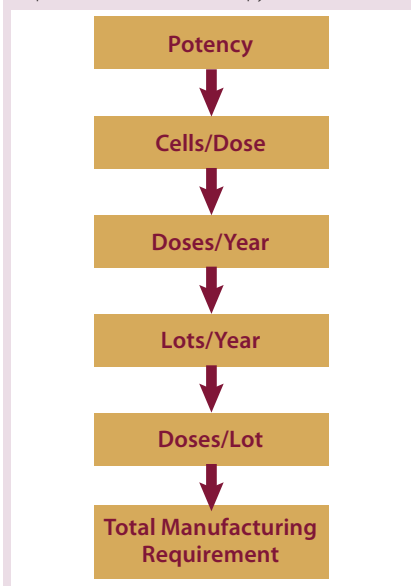 Potency
Cells/Dose
Doses/Year
Lots/Year
Doses/Lot
Total Manufacturing
Requirement